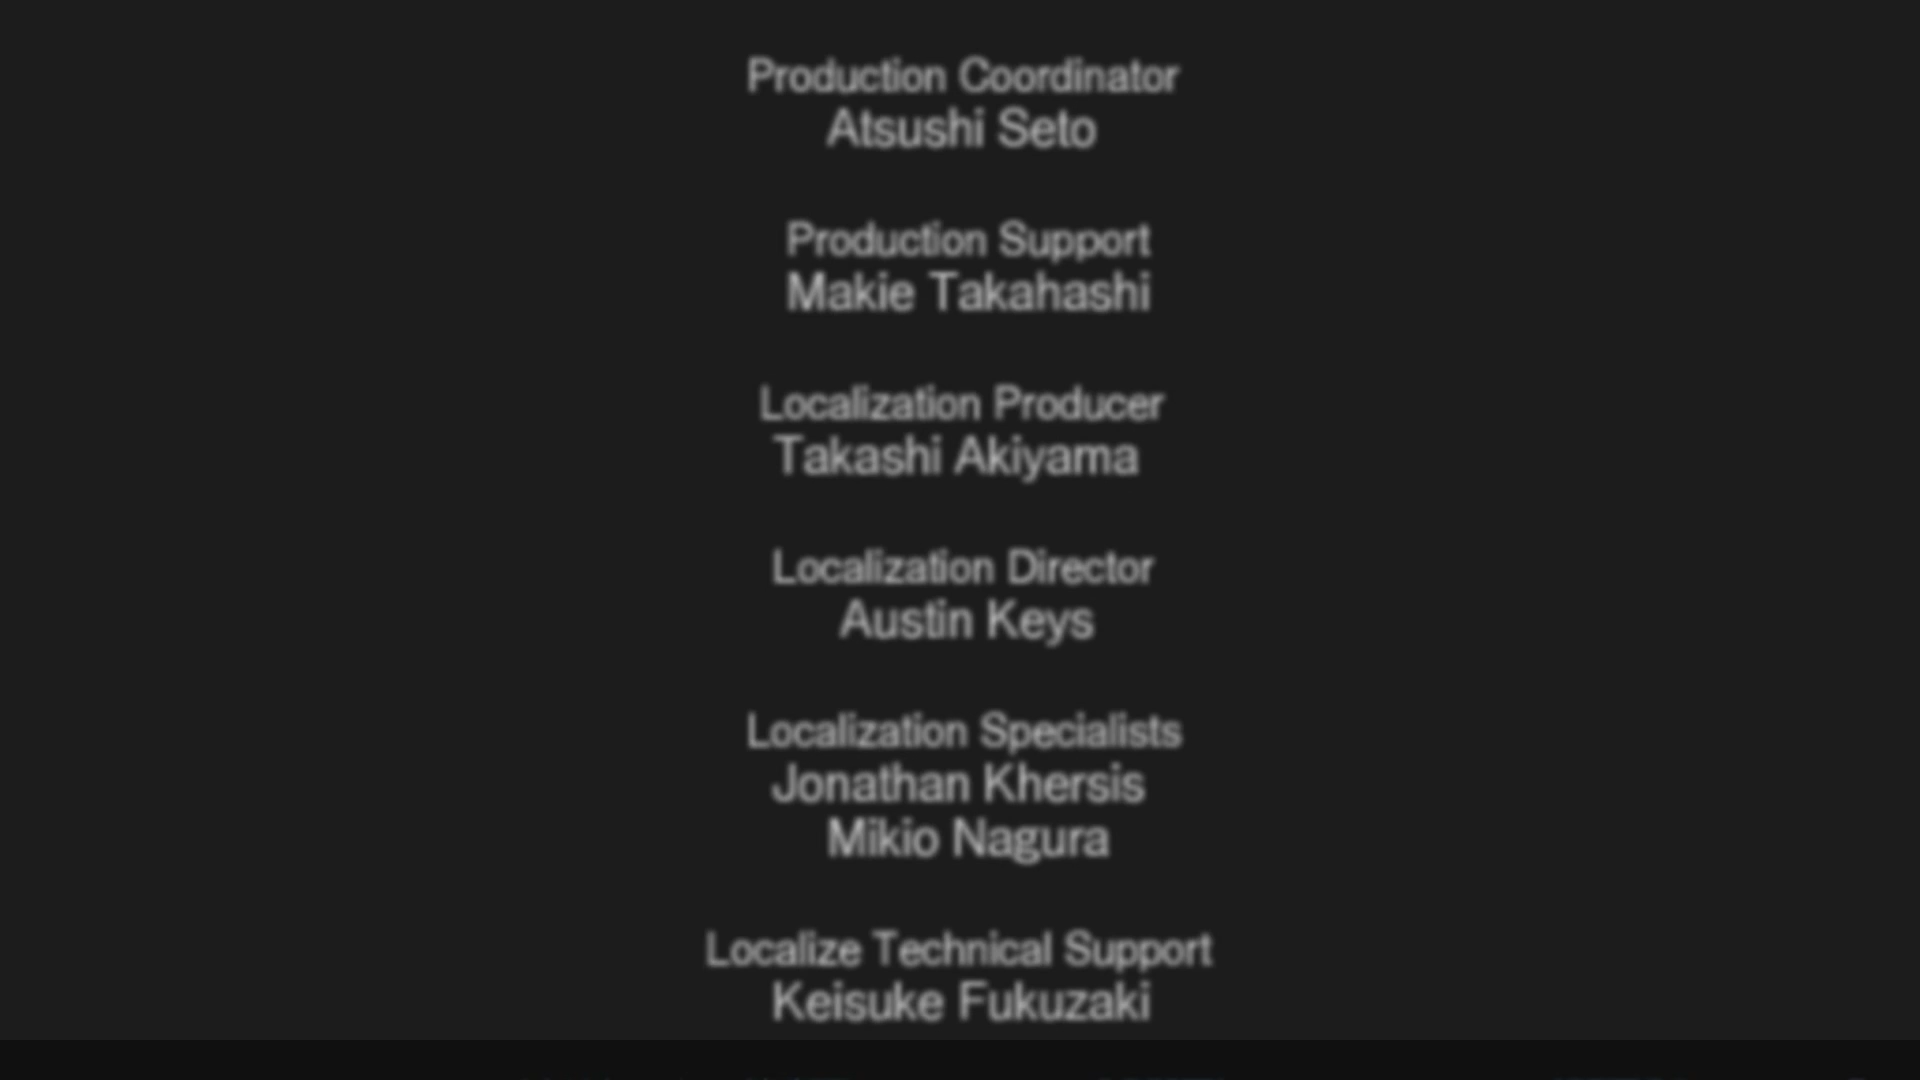 Production Coordinator
Atsushi Seto
Production Support
Makie Takahashi
Localization Producer
Takashi Akiyama
Localization Director
Austin Keys
Localization Specialists
Jonathan Khersis
Mikio Nagura
Localize Technical Support
Keisuke Fukuzaki